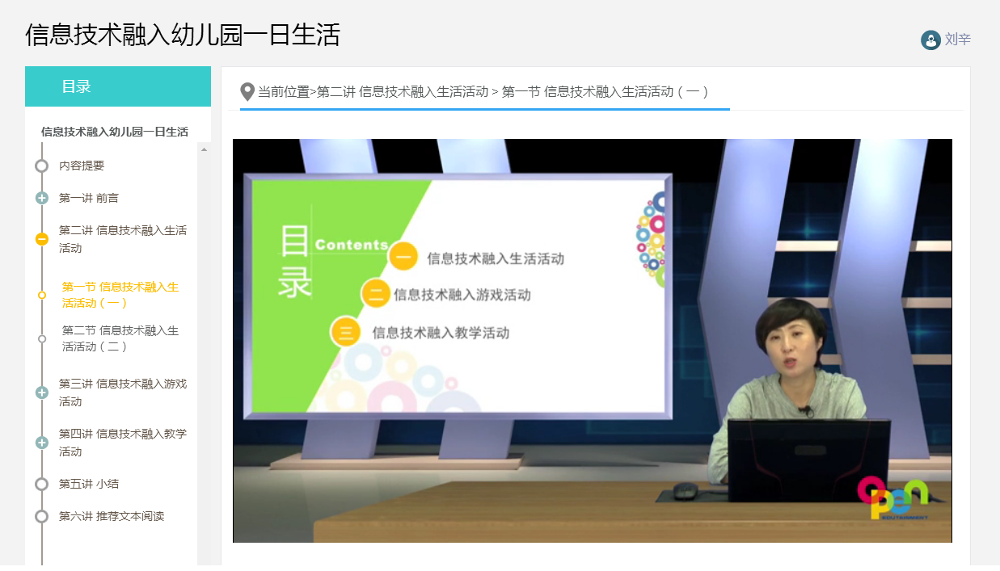 信息技术融入幼儿园一日生活
刘辛
目录
信息技术融入幼儿园一日生活
内容提要
第一讲 前言
第二讲 信息技术融入生活
活动
第一节 信息技术融入生
活活动（一）
第二节 信息技术融入生
活活动（二）
第三讲 信息技术融入游戏
活动
第四讲 信息技术融入教学
活动
第五讲 小结
第六讲 推荐文本阅读
当前位置>第二讲 信息技术融入生活活动 > 第一节 信息技术融入生活活动（一）
目录
Contents
一 信息技术融入生活活动
二 信息技术融入游戏活动
三 信息技术融入教学活动
open
EDUTAINMENT